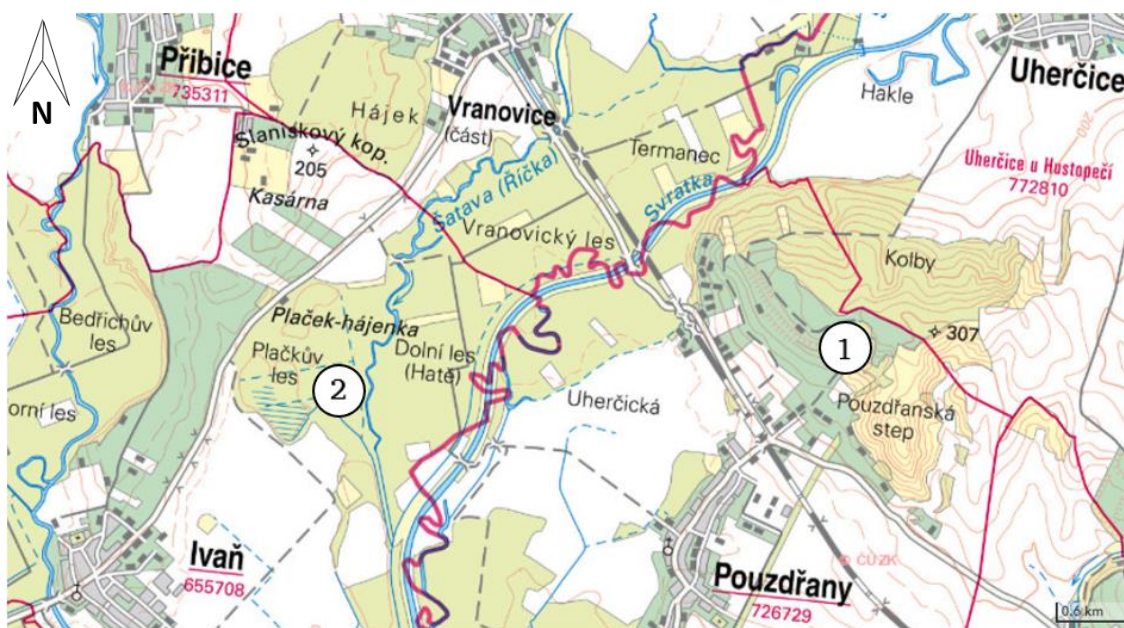 N
Přibice
735311
Hájek
Slaniskový kop.
205
Kasárna
Vranovice
(část)
Šatava (Říčka)
Termanec
Hakle
Uherčice
Uherčice u Hustopečí
772810
200
Svratka
Vranovický les
Kolby
307
1
Bedřichův
les
Plaček-hájenka
Plačkův
les
2
Dolní les
(Hatě)
Uherčická
Pouzdřanská
step
orní les
Ivaň
655708
Pouzdřany
726729
© ČÚZK
0.6 km